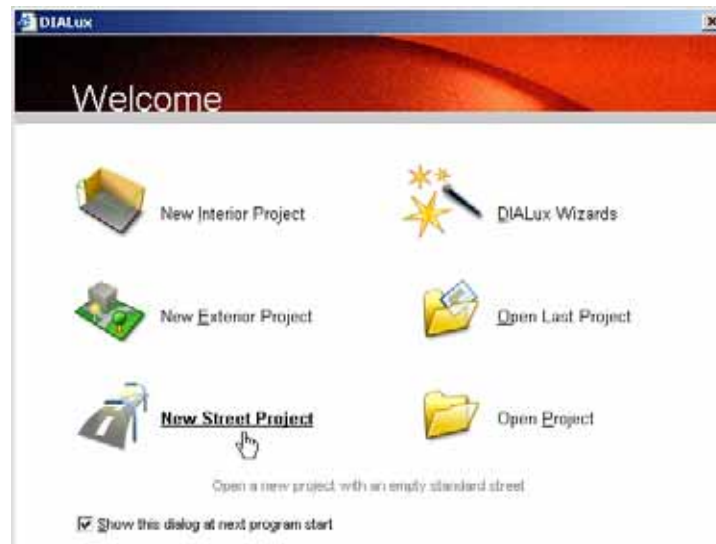 DIALux
Welcome
New Interior Project
DIALux Wizards
New Exterior Project
Open Last Project
New Street Project
Open Project
Open a new project with an empty standard street
Show this dialog at next program start